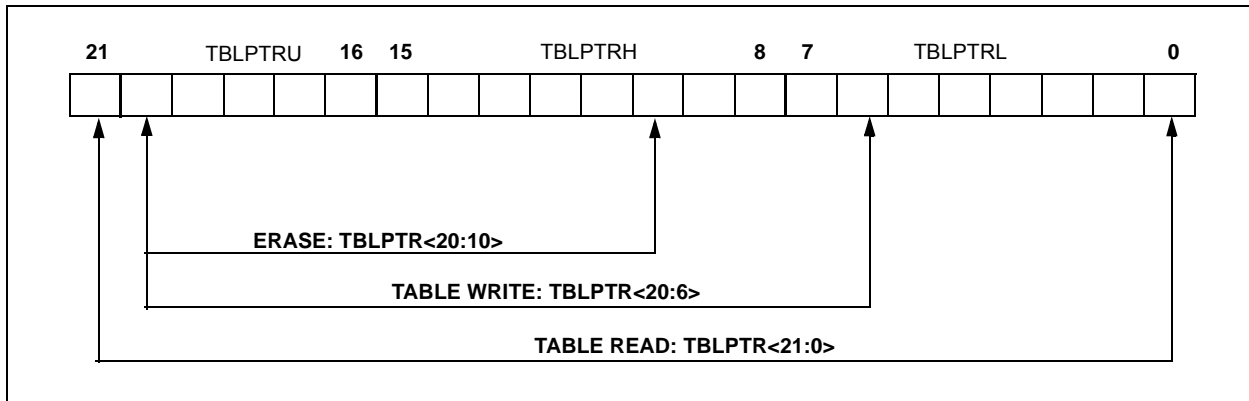 21 TBLPTRU 16 15 TBLPTRH 8 7 TBLPTRL 0
ERASE: TBLPTR<20:10>
TABLE WRITE: TBLPTR<20:6>
TABLE READ: TBLPTR<21:0>